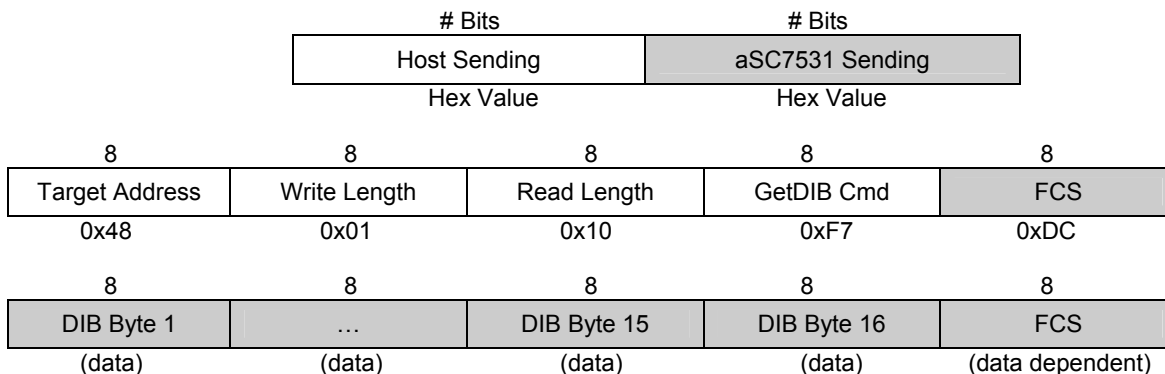 # Bits # Bits
Host Sending aSC7531 Sending
Hex Value Hex Value
8 8 8 8 8
Target Address Write Length Read Length GetDIB Cmd FCS
0x48 0x01 0x10 0xF7 0xDC
8 8 8 8 8
DIB Byte 1 … DIB Byte 15 DIB Byte 16 FCS
(data) (data) (data) (data) (data dependent)